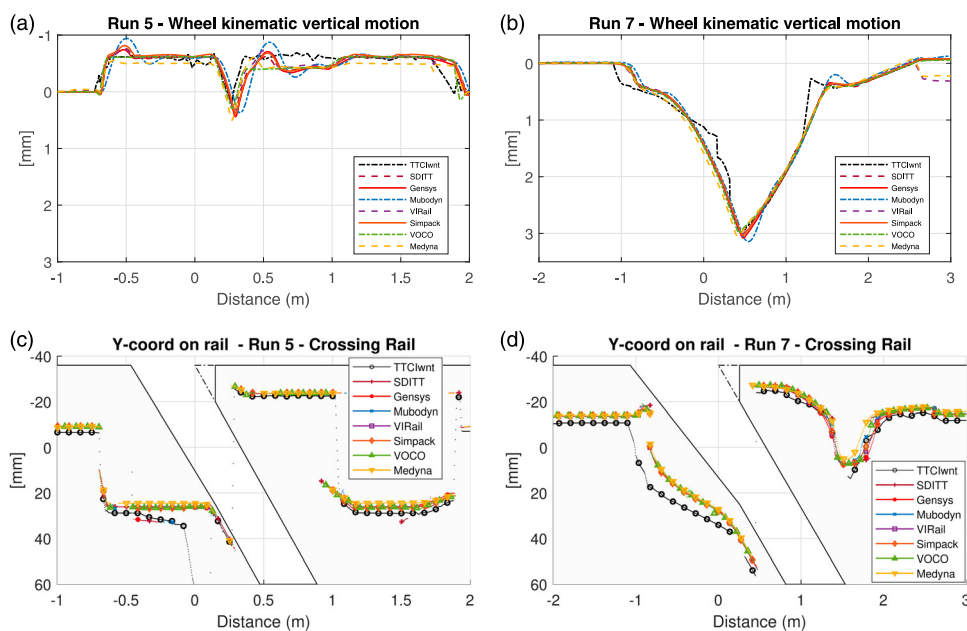 (a)
Run 5 - Wheel kinematic vertical motion
-1
0
1
2
3
[mm]
-1
-0.5
0
0.5
1
1.5
2
Distance (m)
TTCIwnt
SDITT
Gensys
Mubodyn
VIRail
Simpack
VOCO
Medyna
(b)
Run 7 - Wheel kinematic vertical motion
0
1
2
3
[mm]
-2
-1
0
1
2
3
Distance (m)
TTCIwnt
SDITT
Gensys
Mubodyn
VIRail
Simpack
VOCO
Medyna
(c)
Y-coord on rail - Run 5 - Crossing Rail
-40
-20
0
20
40
60
[mm]
-1
-0.5
0
0.5
1
1.5
2
Distance (m)
TTCIwnt
SDITT
Gensys
Mubodyn
VIRail
Simpack
VOCO
Medyna
(d)
Y-coord on rail - Run 7 - Crossing Rail
-40
-20
0
20
40
60
[mm]
-2
-1
0
1
2
3
Distance (m)
TTCIwnt
SDITT
Gensys
Mubodyn
VIRail
Simpack
VOCO
Medyna